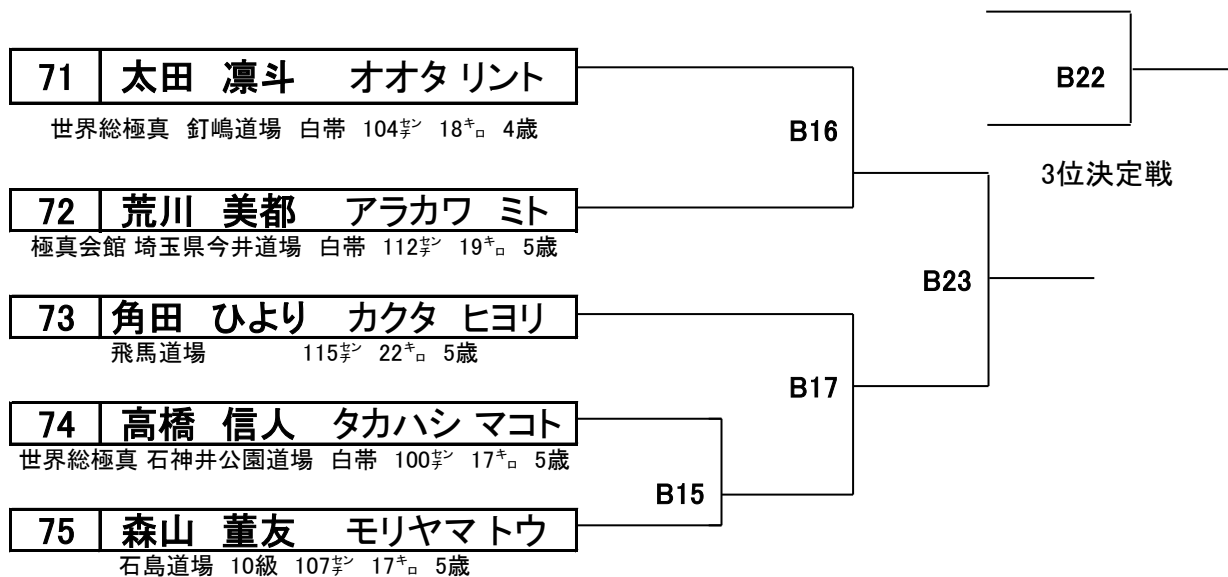 B22
71 太田 凛斗 オオタ リント
世界総極真 釘嶋道場 白帯 104㌢ 18㌔ 4歳
B16
3位決定戦
72 荒川 美都 アラカワ ミト
極真会館 埼玉県今井道場 白帯 112㌢ 19㌔ 5歳
B23
73 角田 ひより カクタ ヒヨリ
飛馬道場 115㌢ 22㌔ 5歳
B17
74 高橋 信人 タカハシ マコト
世界総極真 石神井公園道場 白帯 100㌢ 17㌔ 5歳
B15
75 森山 董友 モリヤマ トウ
石島道場 10級 107㌢ 17㌔ 5歳